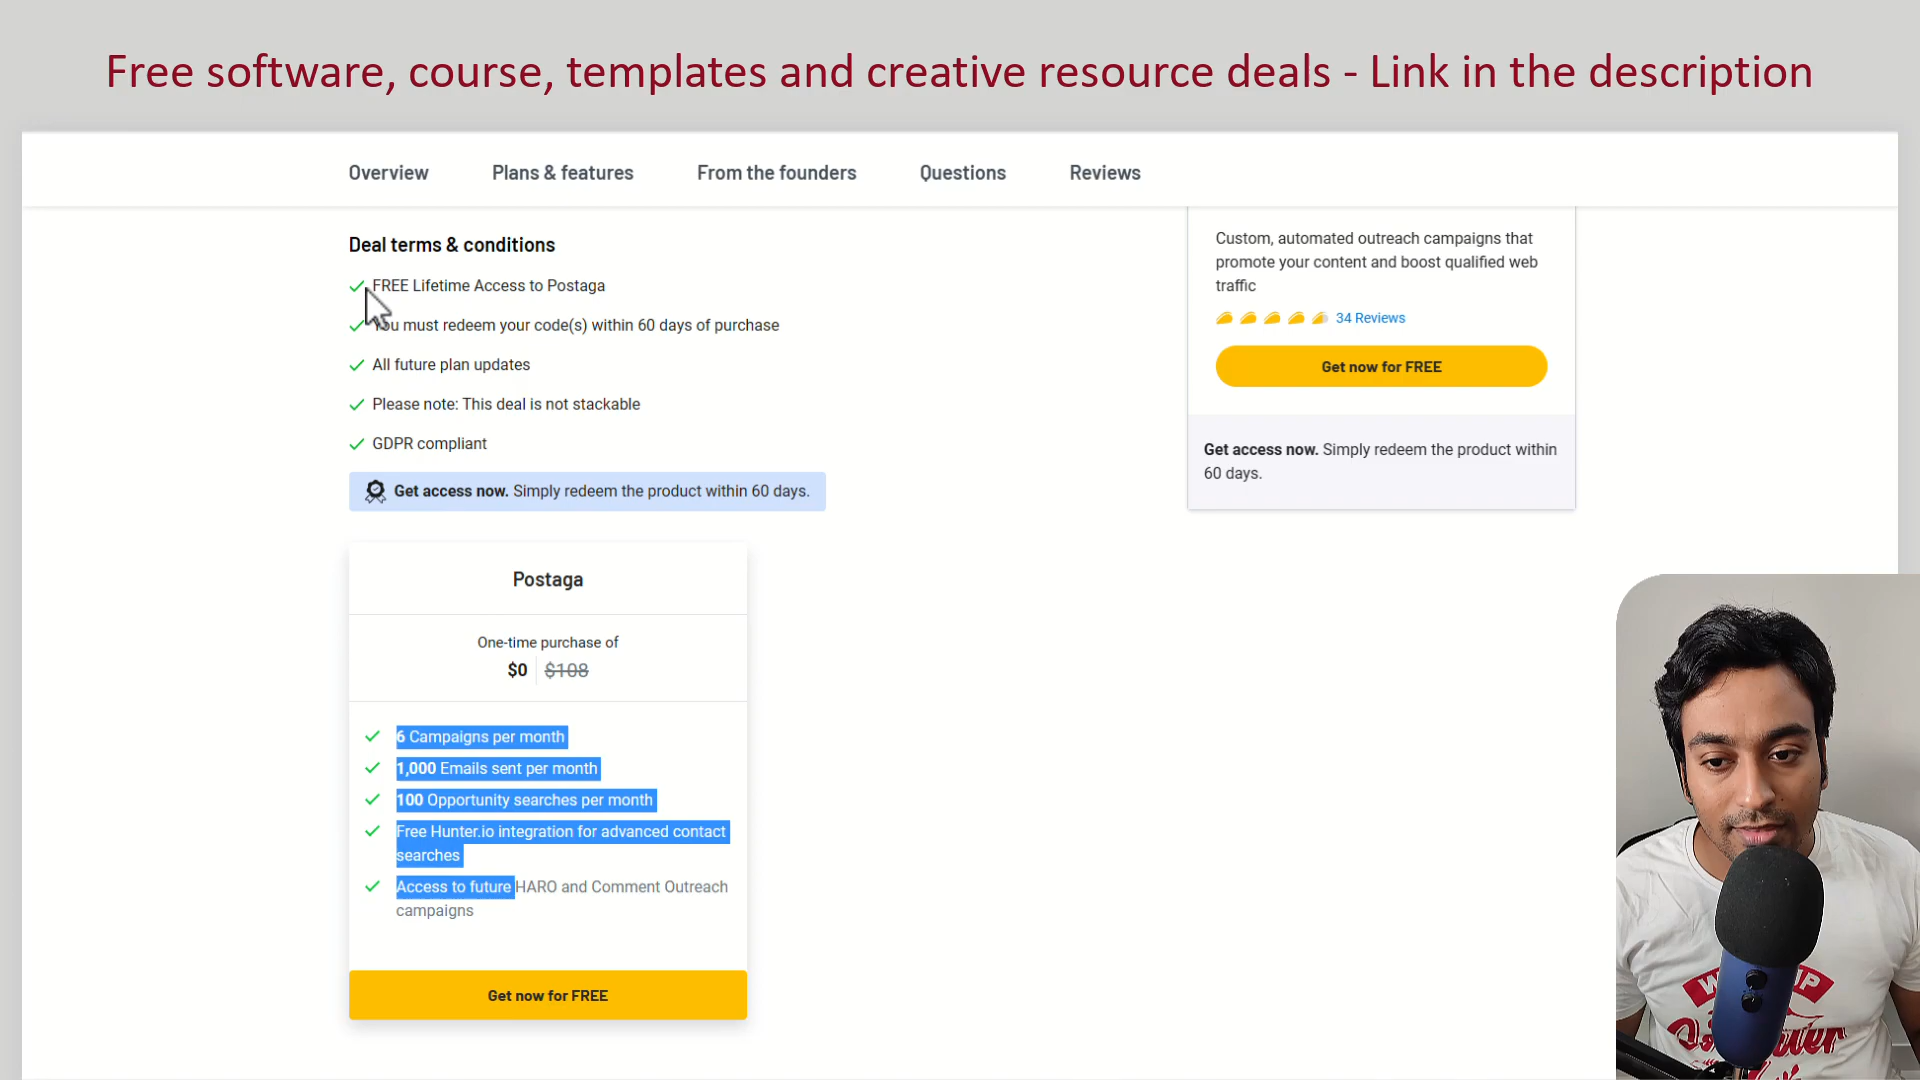 Free software, course, templates and creative resource deals - Link in the description
Overview
Plans & features
From the founders
Questions
Reviews
Deal terms & conditions
FREE Lifetime Access to Postaga
You must redeem your code(s) within 60 days of purchase
All future plan updates
Please note: This deal is not stackable
GDPR compliant
Get access now. Simply redeem the product within 60 days.
Postaga
One-time purchase of
$0 $108
6 Campaigns per month
1,000 Emails sent per month
100 Opportunity searches per month
Free Hunter.io integration for advanced contact
searches
Access to future HARO and Comment Outreach
campaigns
Get now for FREE
Custom, automated outreach campaigns that
promote your content and boost qualified web
traffic
34 Reviews
Get now for FREE
Get access now. Simply redeem the product within
60 days.